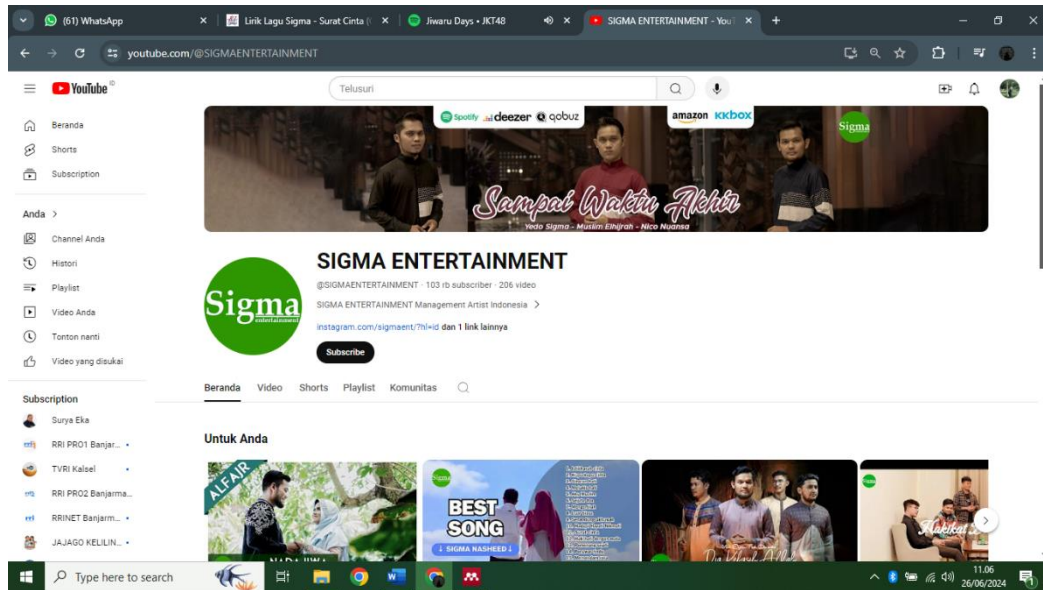 (61) WhatsApp
Lirik Lagu Sigma - Surat Cinta (
Jiwaru Days • JKT48
SIGMA ENTERTAINMENT - You
youtube.com/@SIGMAENTERTAINMENT
YouTube ID
Telusuri
Beranda
Shorts
Subscription
Anda >
Channel Anda
Histori
Playlist
Video Anda
Tonton nanti
Video yang disukai
Subscription
Surya Eka
RRI PRO1 Banjar...
TVRI Kalsel
RRI PRO2 Banjarma...
RRINET Banjarm...
JAJAGO KELILIN...
Spotify deezer qobuz
amazon KKBOX
Sigma
Sampai Waktu Akhir
Yedo Sigma - Muslim Elhijrah - Nico Nuansa
Sigma
entertainment
SIGMA ENTERTAINMENT
@SIGMAENTERTAINMENT · 103 rb subscriber · 206 video
SIGMA ENTERTAINMENT Management Artist Indonesia >
instagram.com/sigmaent/?hl=id dan 1 link lainnya
Subscribe
Beranda Video Shorts Playlist Komunitas
Untuk Anda
ALFAIR
Sigma
BEST
SONG
SIGMA NASHEED
Type here to search
11.06
26/06/2024